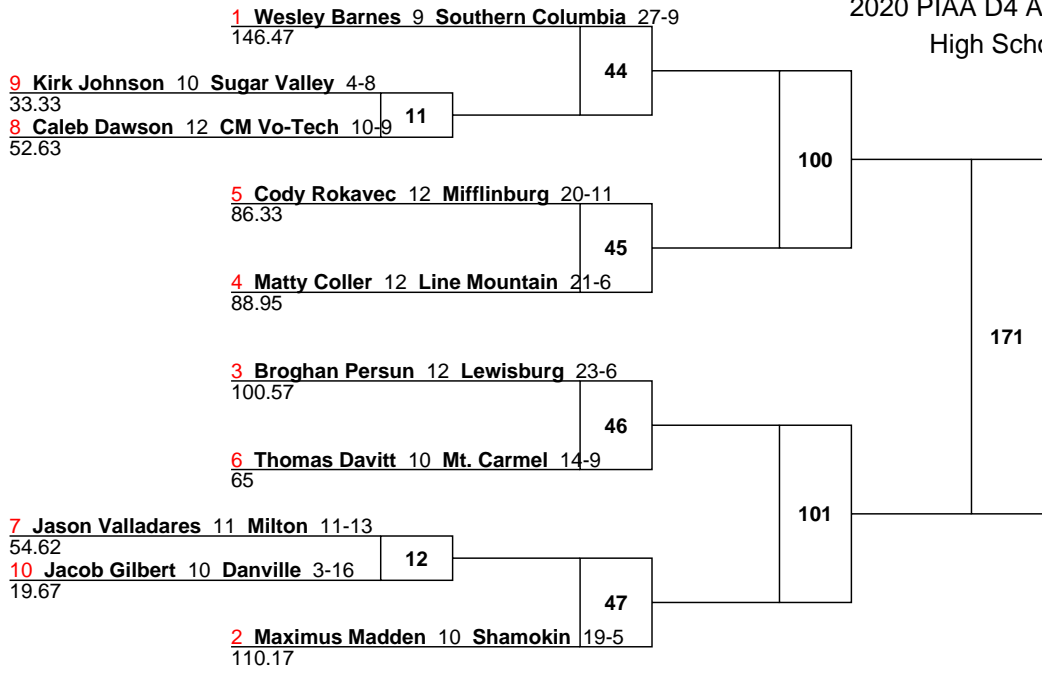 2020 PIAA D4 A
High Scho
1 Wesley Barnes 9 Southern Columbia 27-9
146.47
44
9 Kirk Johnson 10 Sugar Valley 4-8
33.33
11
8 Caleb Dawson 12 CM Vo-Tech 10-9
52.63
100
5 Cody Rokavec 12 Mifflinburg 20-11
86.33
45
4 Matty Coller 12 Line Mountain 21-6
88.95
171
3 Broghan Persun 12 Lewisburg 23-6
100.57
46
6 Thomas Davitt 10 Mt. Carmel 14-9
65
101
7 Jason Valladares 11 Milton 11-13
54.62
12
10 Jacob Gilbert 10 Danville 3-16
19.67
47
2 Maximus Madden 10 Shamokin 19-5
110.17